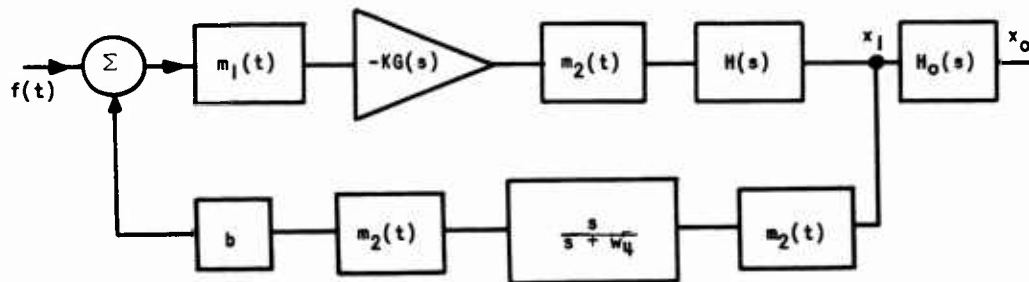 x₁ x₀
Σ m₁(t) -KG(s) m₂(t) H(s) H₀(s)
f(t)
b m₂(t) s / s + w₄ m₂(t)